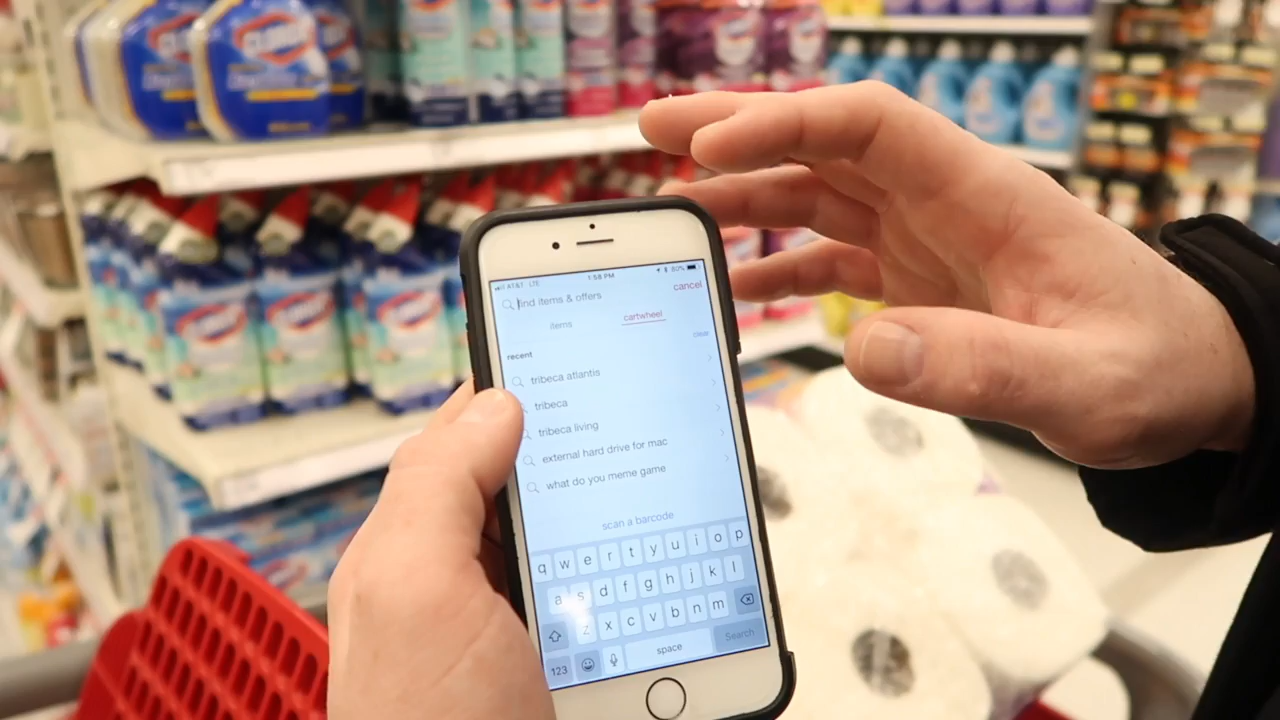 CLOROX
AT&T LTE
1:58 PM
80%
find items & offers
cancel
items
cartwheel
clear
recent
tribeca atlantis
tribeca
tribeca living
external hard drive for mac
what do you meme game
scan a barcode
q w e r t y u i o p
a s d f g h j k l
z x c v b n m
123
space
Search